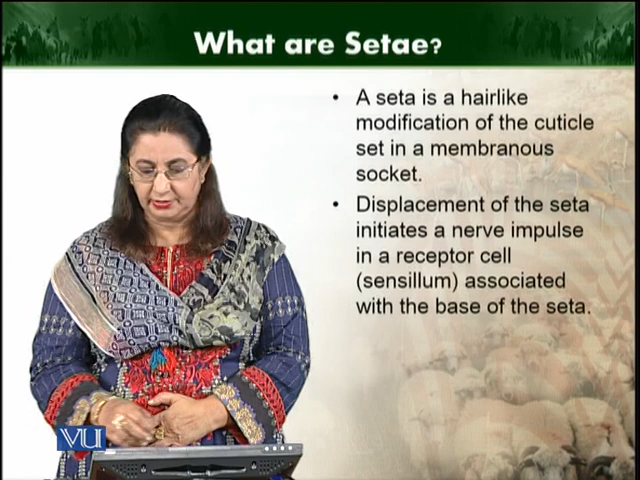 What are Setae?
• A seta is a hairlike
modification of the cuticle
set in a membranous
socket.
• Displacement of the seta
initiates a nerve impulse
in a receptor cell
(sensillum) associated
with the base of the seta.
VU